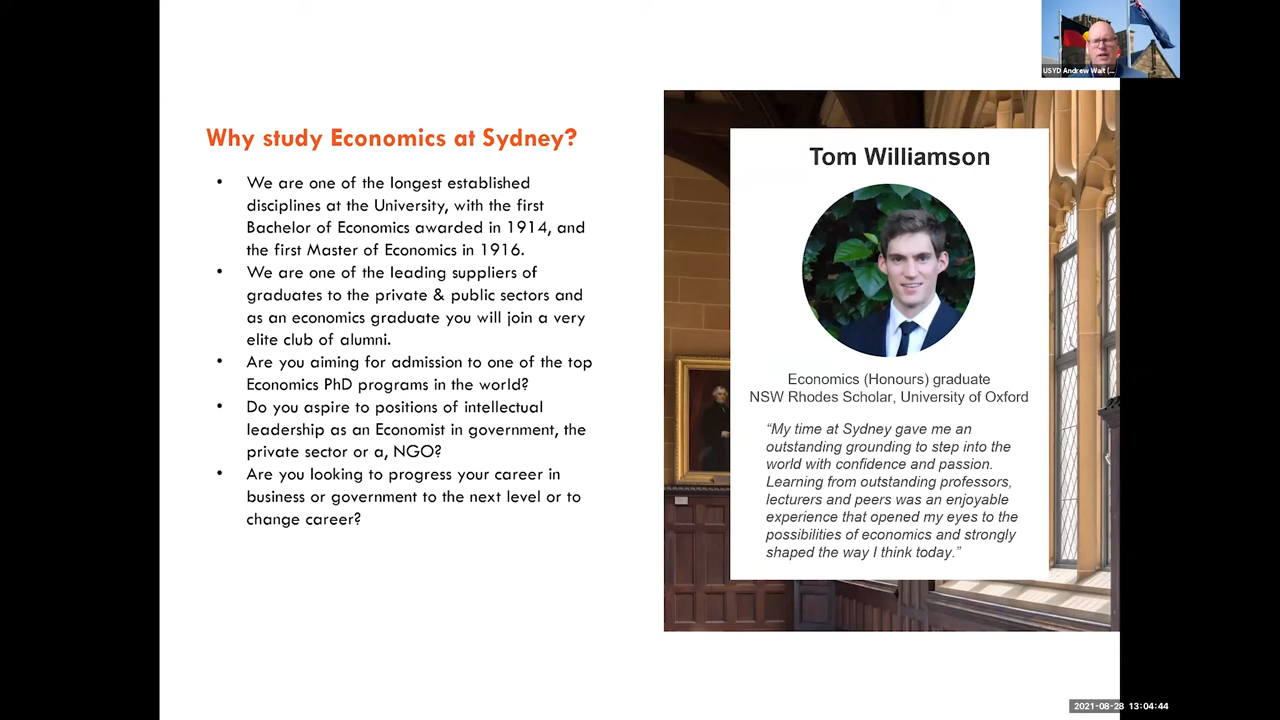 USYD Andrew Wait (...
Why study Economics at Sydney?
• We are one of the longest established
disciplines at the University, with the first
Bachelor of Economics awarded in 1914, and
the first Master of Economics in 1916.
• We are one of the leading suppliers of
graduates to the private & public sectors and
as an economics graduate you will join a very
elite club of alumni.
• Are you aiming for admission to one of the top
Economics PhD programs in the world?
• Do you aspire to positions of intellectual
leadership as an Economist in government, the
private sector or a, NGO?
• Are you looking to progress your career in
business or government to the next level or to
change career?
Tom Williamson
Economics (Honours) graduate
NSW Rhodes Scholar, University of Oxford
“My time at Sydney gave me an
outstanding grounding to step into the
world with confidence and passion.
Learning from outstanding professors,
lecturers and peers was an enjoyable
experience that opened my eyes to the
possibilities of economics and strongly
shaped the way I think today.”
2021-08-28 13:04:44